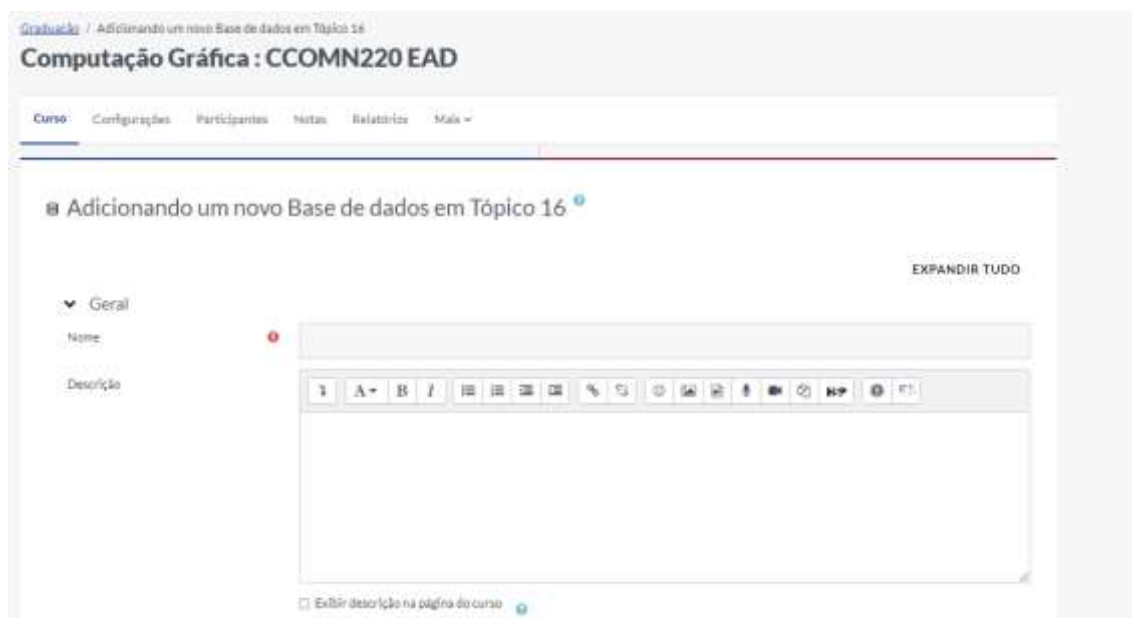 Graduação / Adicionando um novo Base de dados em Tópico 16
Computação Gráfica : CCOMN220 EAD
Curso Configurações Participantes Notas Relatórios Mais
Adicionando um novo Base de dados em Tópico 16
EXPANDIR TUDO
Geral
Nome
Descrição
A B I H-P
Exibir descrição na página do curso